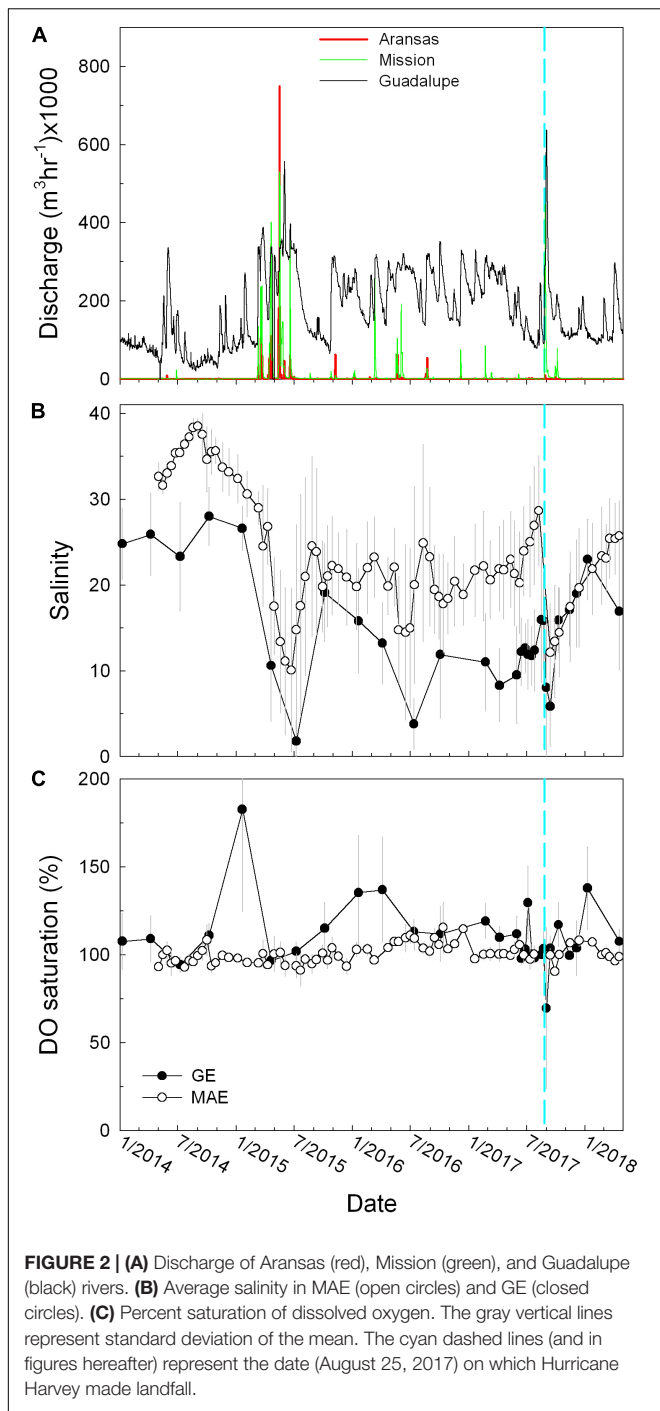 A
Aransas
Mission
Guadalupe
Discharge (m³hr⁻¹)x1000
800
600
400
200
0
B
Salinity
40
30
20
10
0
C
DO saturation (%)
200
150
100
50
0
GE
MAE
1/2014
7/2014
1/2015
7/2015
1/2016
7/2016
1/2017
7/2017
1/2018
Date
FIGURE 2 | (A) Discharge of Aransas (red), Mission (green), and Guadalupe
(black) rivers. (B) Average salinity in MAE (open circles) and GE (closed
circles). (C) Percent saturation of dissolved oxygen. The gray vertical lines
represent standard deviation of the mean. The cyan dashed lines (and in
figures hereafter) represent the date (August 25, 2017) on which Hurricane
Harvey made landfall.